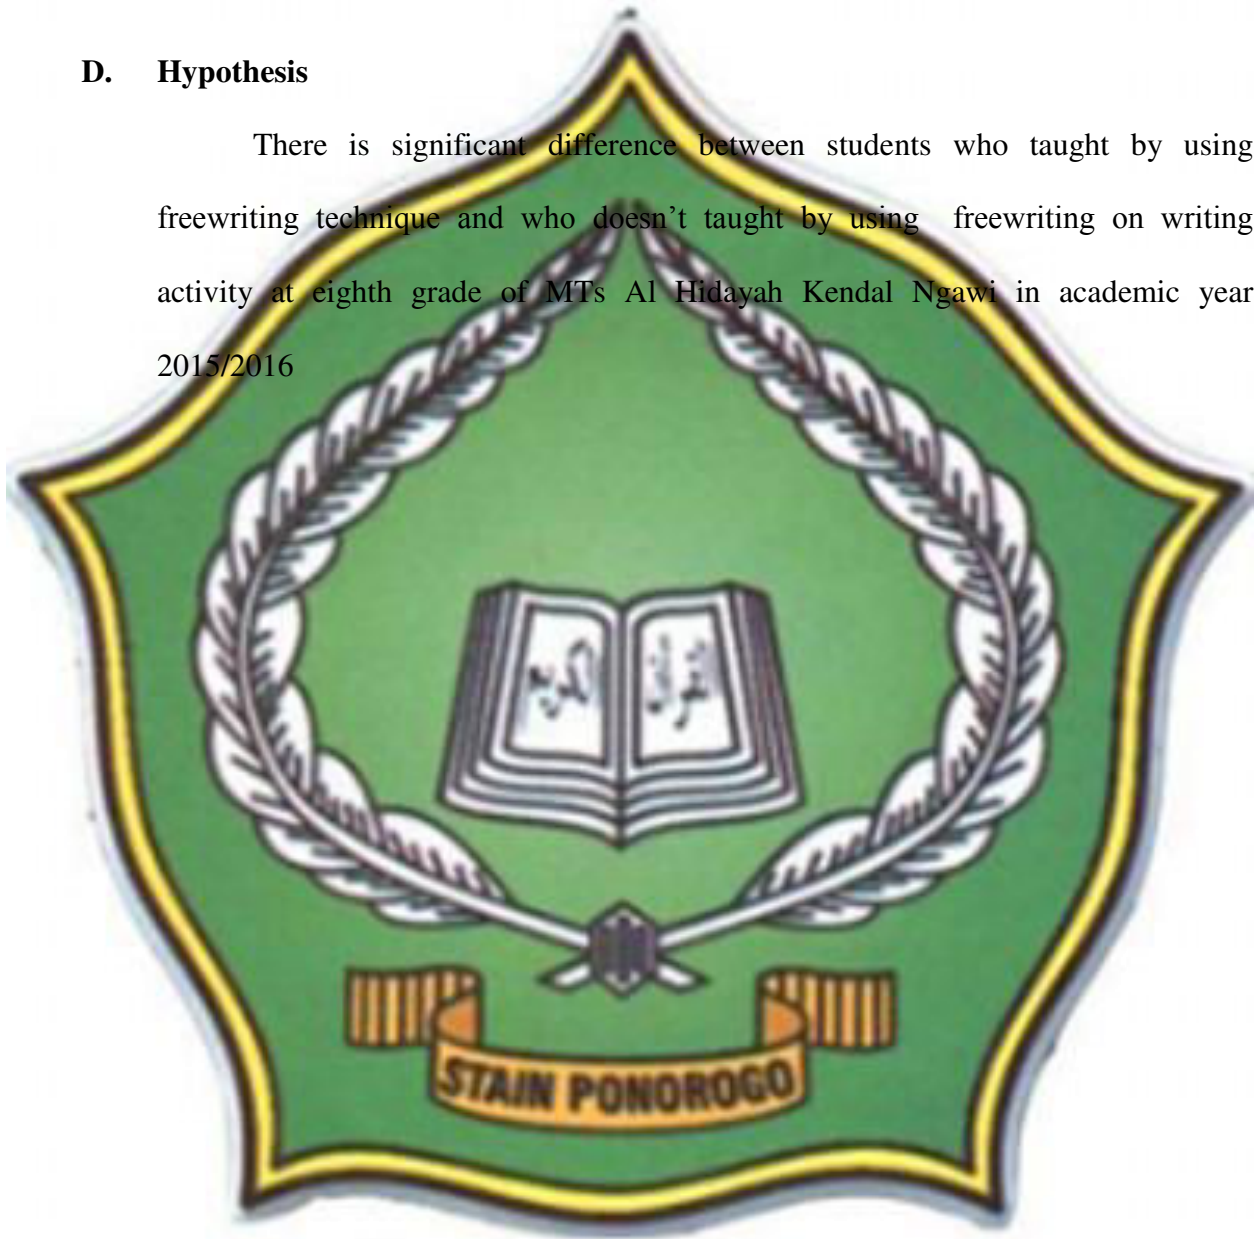 D. Hypothesis
There is significant difference between students who taught by using
freewriting technique and who doesn’t taught by using freewriting on writing
activity at eighth grade of MTs Al Hidayah Kendal Ngawi in academic year
2015/2016
STAIN PONOROGO